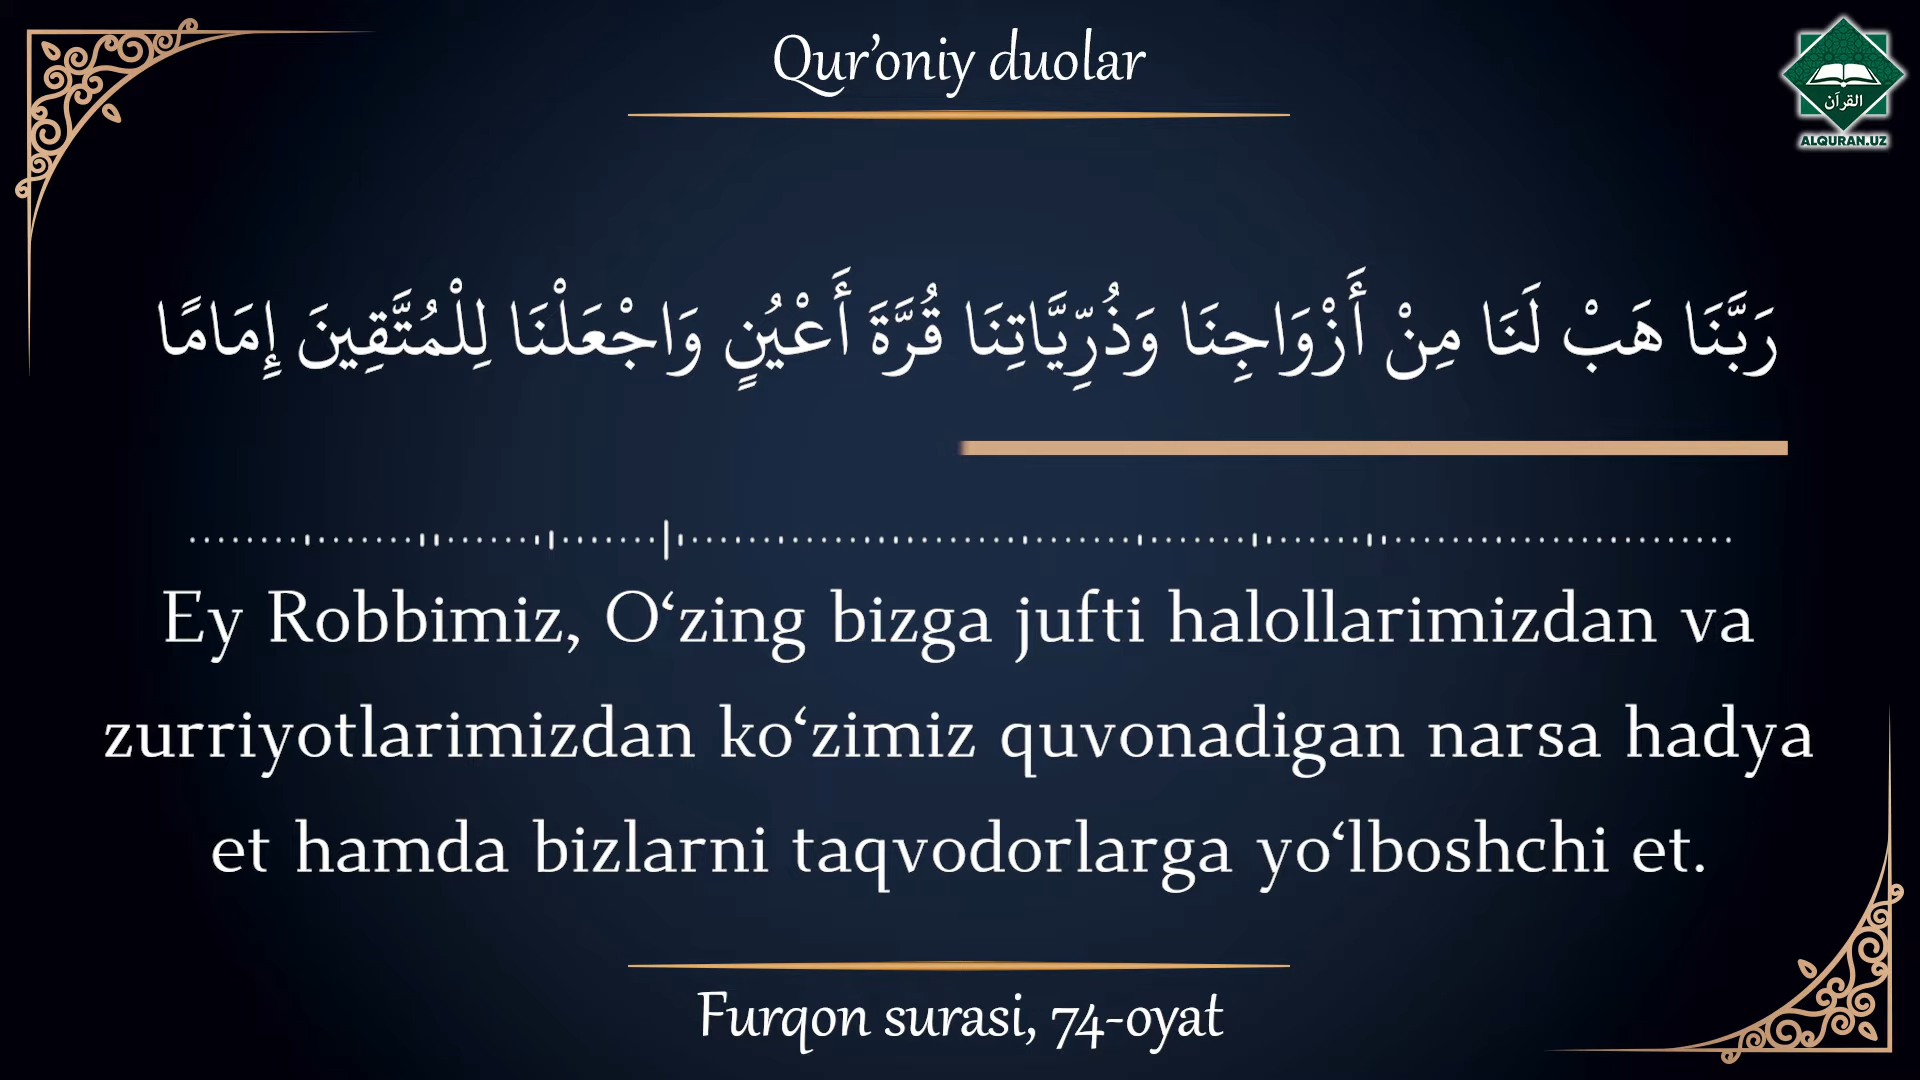 Qur’oniy duolar
القرآن
ALQURAN.UZ
رَبَّنَا هَبْ لَنَا مِنْ أَزْوَاجِنَا وَذُرِّيَّاتِنَا قُرَّةَ أَعْيُنٍ وَاجْعَلْنَا لِلْمُتَّقِينَ إِمَامًا
Ey Robbimiz, O‘zing bizga jufti halollarimizdan va
zurriyotlarimizdan ko‘zimiz quvonadigan narsa hadya
et hamda bizlarni taqvodorlarga yo‘lboshchi et.
Furqon surasi, 74-oyat